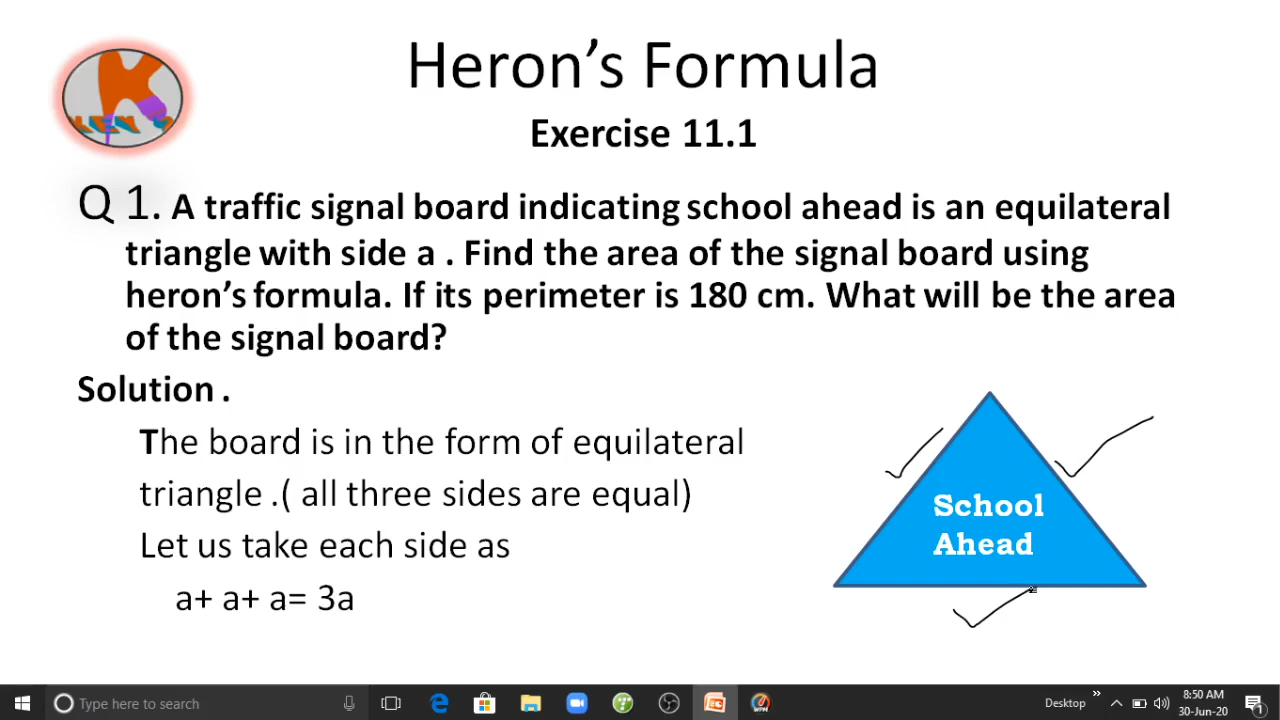 Heron’s Formula
Exercise 11.1
Q 1. A traffic signal board indicating school ahead is an equilateral
triangle with side a . Find the area of the signal board using
heron’s formula. If its perimeter is 180 cm. What will be the area
of the signal board?
Solution .
The board is in the form of equilateral
triangle .( all three sides are equal)
Let us take each side as
a+ a+ a= 3a
School
Ahead
Type here to search
Desktop
8:50 AM
30-Jun-20